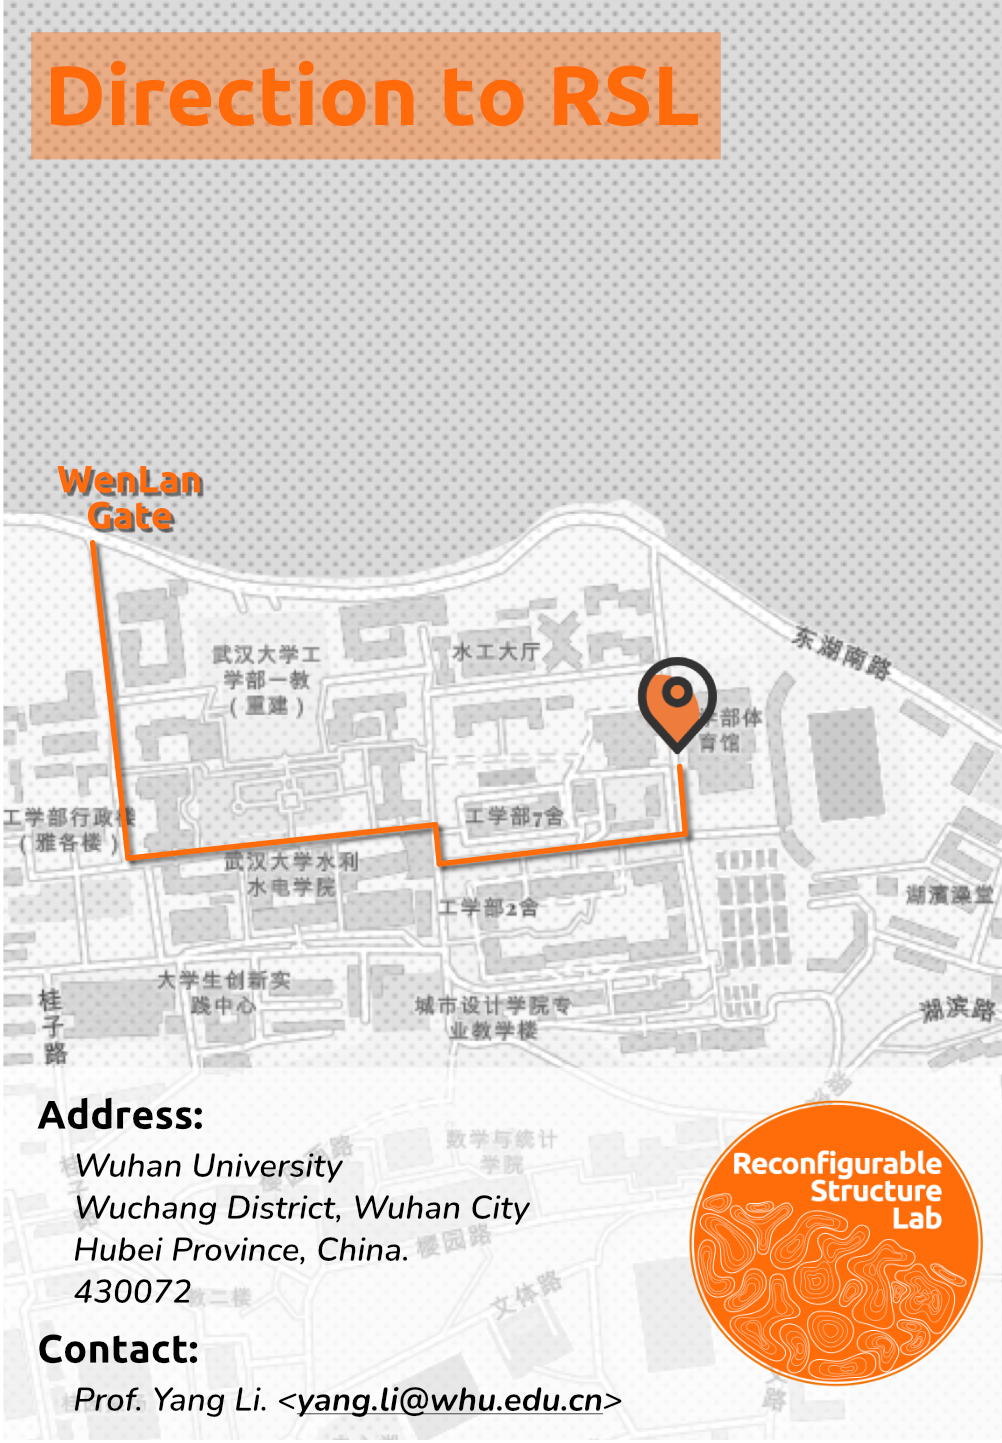 Direction to RSL
WenLan
Gate
东湖南路
武汉大学工
学部一教
（重建）
水工大厅
学部体
育馆
工学部行政楼
（雅各楼）
工学部7舍
武汉大学水利
水电学院
工学部2舍
湖滨澡堂
大学生创新实
践中心
城市设计学院专
业教学楼
桂子路
湖滨路
Address:
数学与统计
学院
Wuhan University
Wuchang District, Wuhan City
Hubei Province, China.
樱园路
430072
教二楼
文体路
Contact:
Prof. Yang Li. <yang.li@whu.edu.cn>
Reconfigurable
Structure
Lab